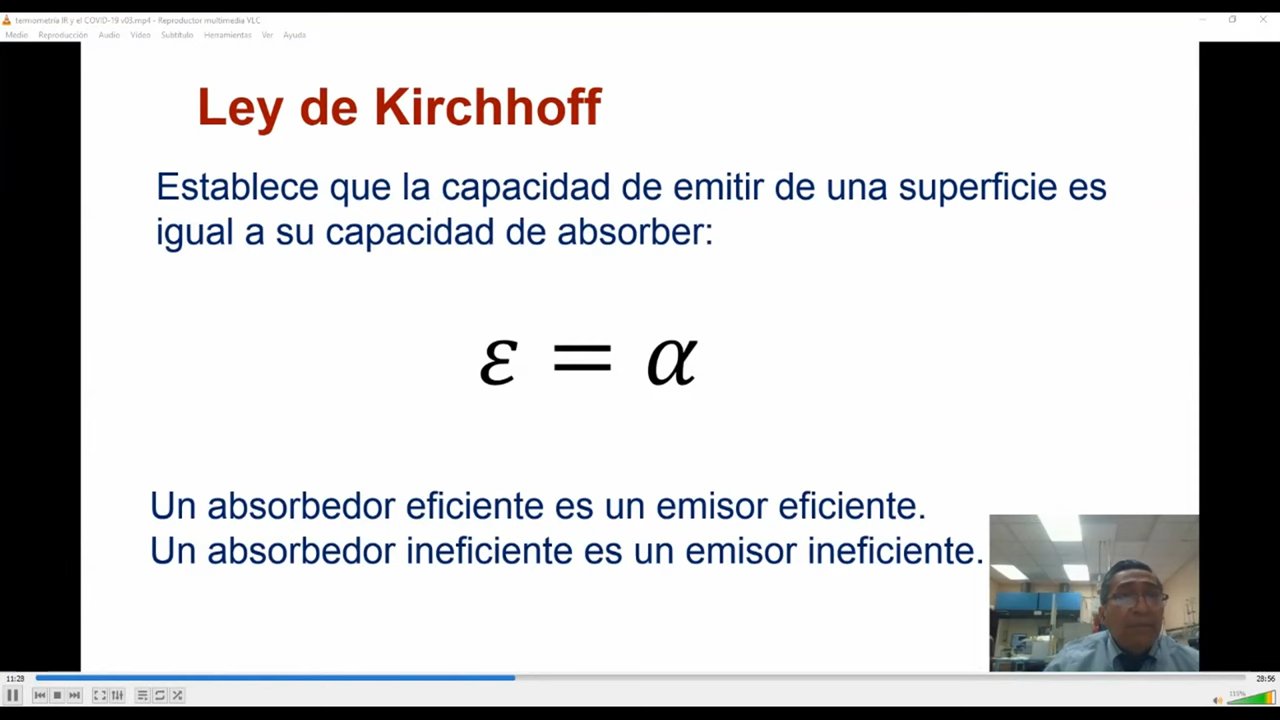 termometría IR y el COVID-19 v03.mp4 - Reproductor multimedia VLC
Medio Reproducción Audio Vídeo Subtítulo Herramientas Ver Ayuda
Ley de Kirchhoff
Establece que la capacidad de emitir de una superficie es
igual a su capacidad de absorber:
ε = α
Un absorbedor eficiente es un emisor eficiente.
Un absorbedor ineficiente es un emisor ineficiente.
11:28 28:56
115%